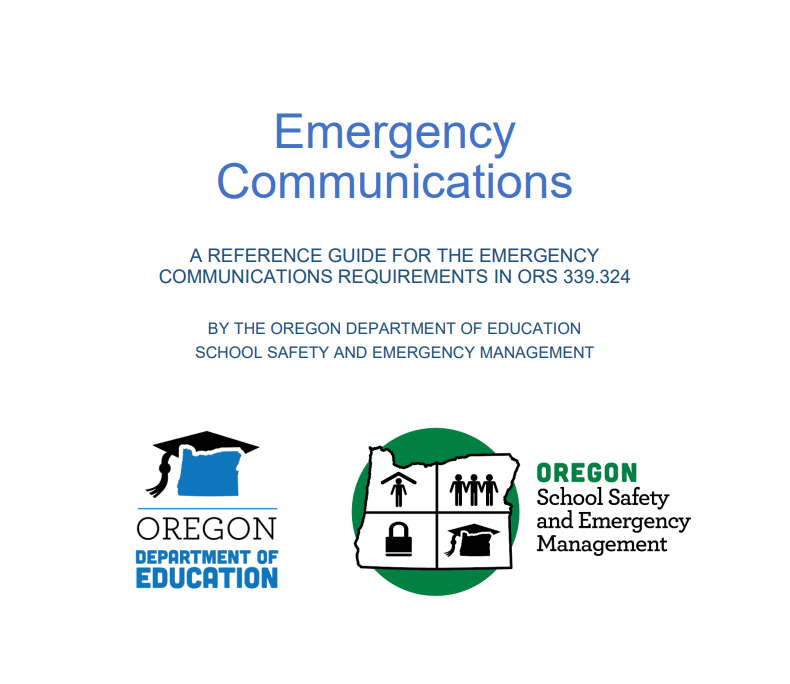 Emergency
Communications
A REFERENCE GUIDE FOR THE EMERGENCY
COMMUNICATIONS REQUIREMENTS IN ORS 339.324
BY THE OREGON DEPARTMENT OF EDUCATION
SCHOOL SAFETY AND EMERGENCY MANAGEMENT
OREGON
DEPARTMENT OF
EDUCATION
OREGON
School Safety
and Emergency
Management